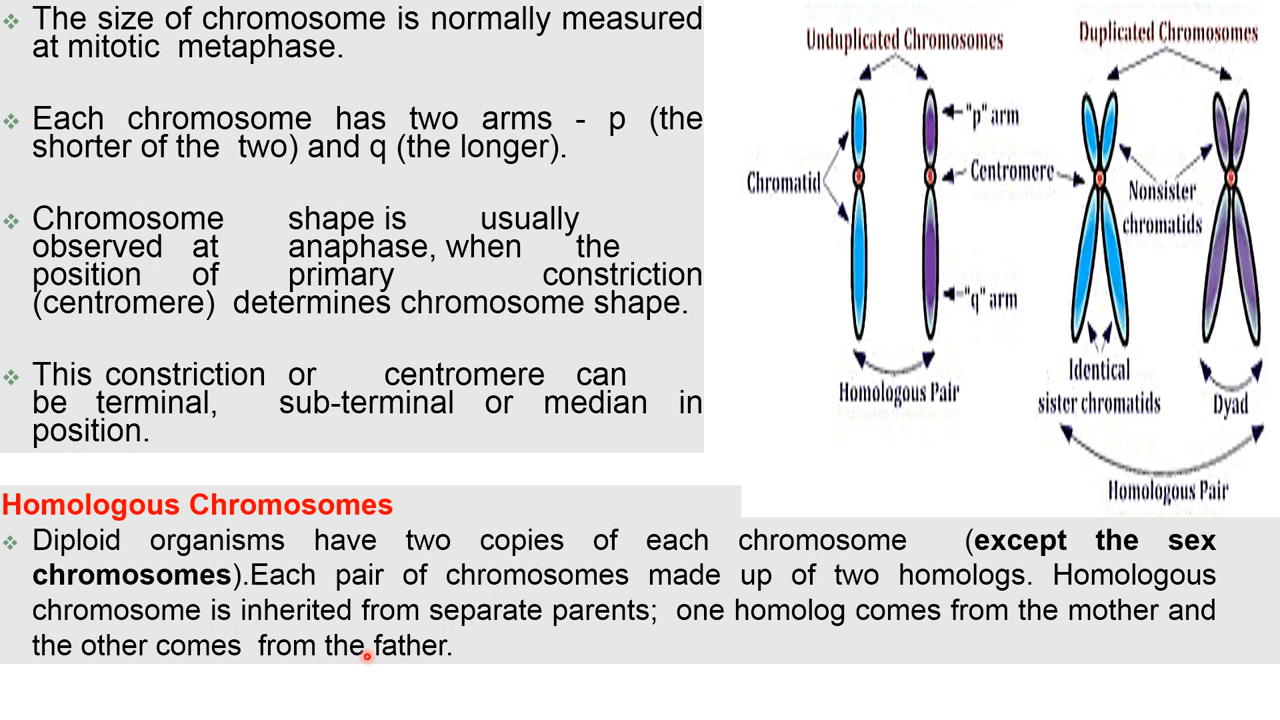 The size of chromosome is normally measured
at mitotic metaphase.
Each chromosome has two arms - p (the
shorter of the two) and q (the longer).
Chromosome shape is usually
observed at anaphase, when the
position of primary constriction
(centromere) determines chromosome shape.
This constriction or centromere can
be terminal, sub-terminal or median in
position.
Unduplicated Chromosomes
Duplicated Chromosomes
"p" arm
Chromatid
Centromere
Nonsister
chromatids
"q" arm
Identical
sister chromatids
Dyad
Homologous Pair
Homologous Pair
Homologous Chromosomes
Diploid organisms have two copies of each chromosome (except the sex
chromosomes).Each pair of chromosomes made up of two homologs. Homologous
chromosome is inherited from separate parents; one homolog comes from the mother and
the other comes from the father.